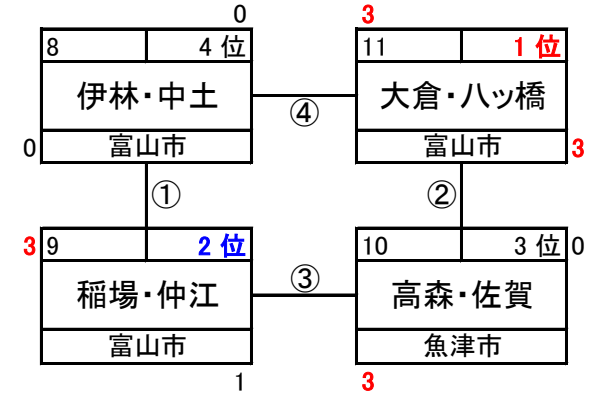 0 3
8 4位 11 1位
伊林・中土 大倉・八ッ橋
④
0 富山市 富山市 3
① ②
3 9 2位 10 3位 0
稲場・仲江 ③ 高森・佐賀
富山市 魚津市
1 3